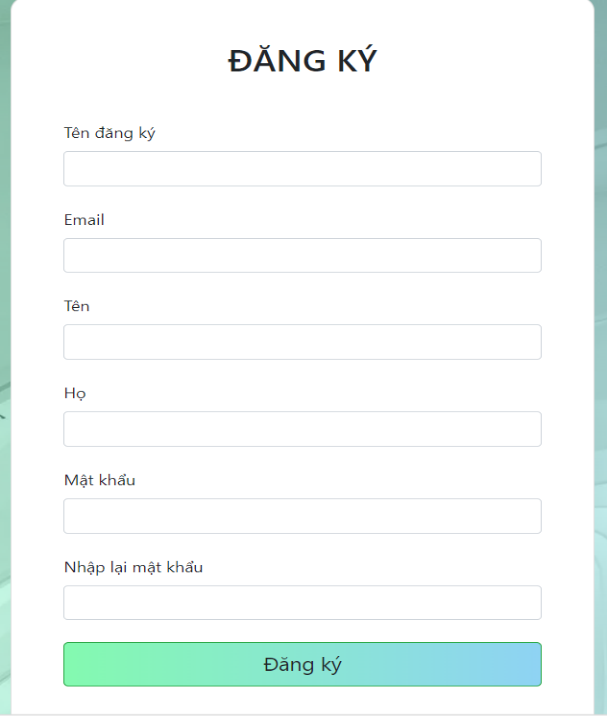 ĐĂNG KÝ
Tên đăng ký
Email
Tên
Họ
Mật khẩu
Nhập lại mật khẩu
Đăng ký